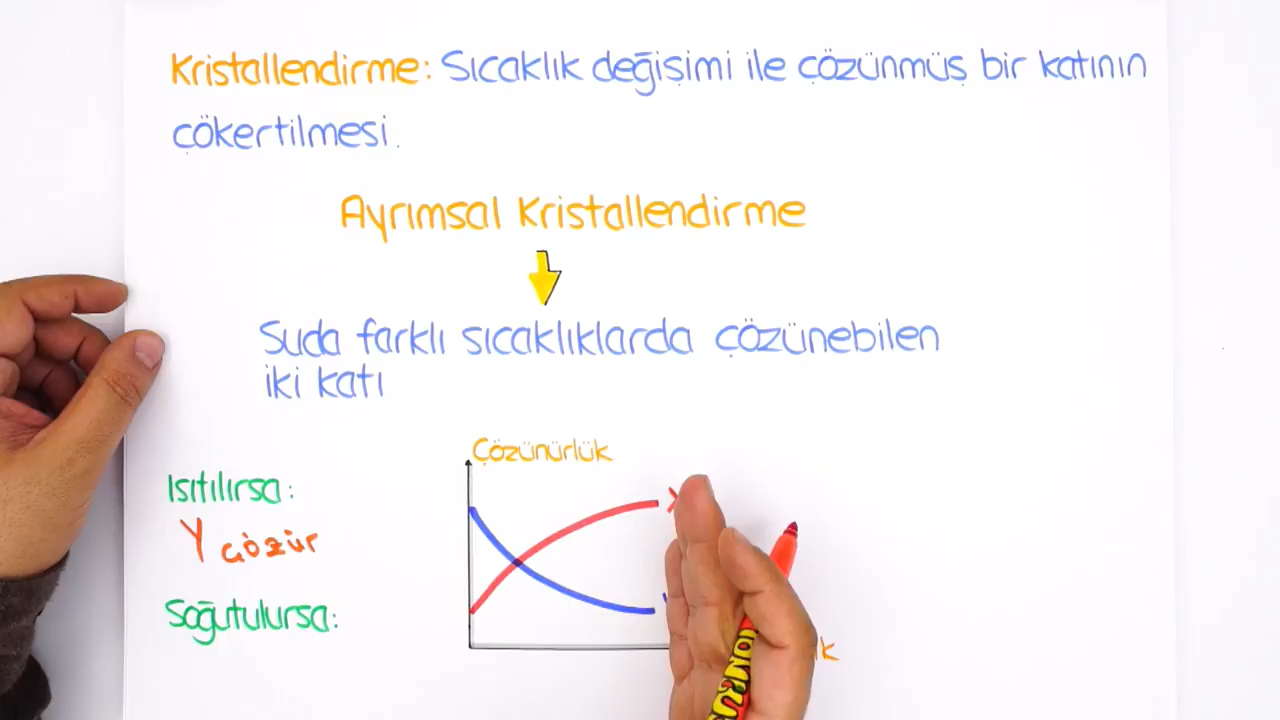 Kristallendirme: Sıcaklık değişimi ile çözünmüş bir katının
çökertilmesi.
Ayrımsal Kristallendirme
Suda farklı sıcaklıklarda çözünebilen
iki katı
Çözünürlük
Isıtılırsa:
Y çözür
Soğutulursa: